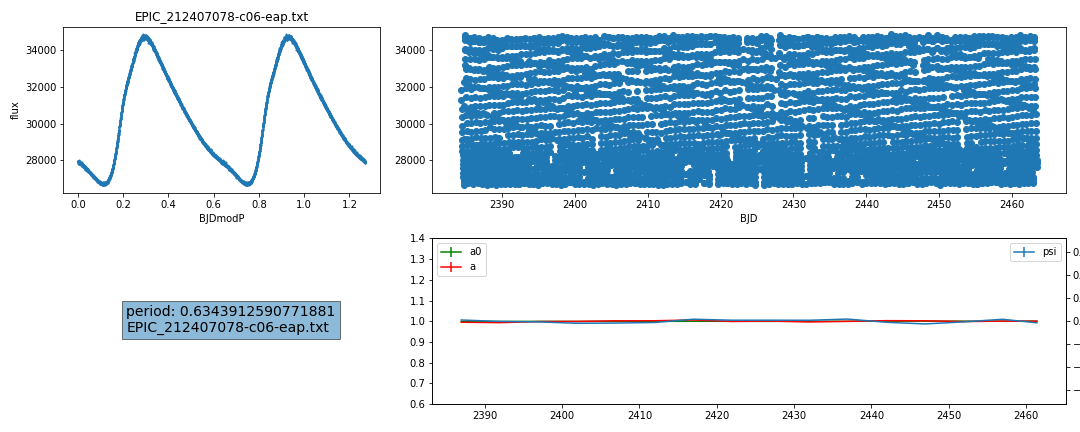 EPIC_212407078-c06-eap.txt
flux
34000
32000
30000
28000
0.0 0.2 0.4 0.6 0.8 1.0 1.2
BJDmodP
34000
32000
30000
28000
2390 2400 2410 2420 2430 2440 2450 2460
BJD
period: 0.6343912590771881
EPIC_212407078-c06-eap.txt
1.4
1.3
1.2
1.1
1.0
0.9
0.8
0.7
0.6
a0
a
psi
2390 2400 2410 2420 2430 2440 2450 2460